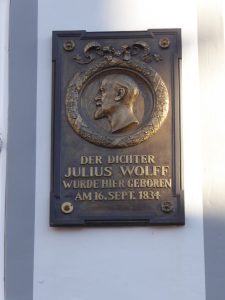 DER DICHTER
JULIUS WOLFF
WURDE HIER GEBOREN
AM 16. SEPT. 1834